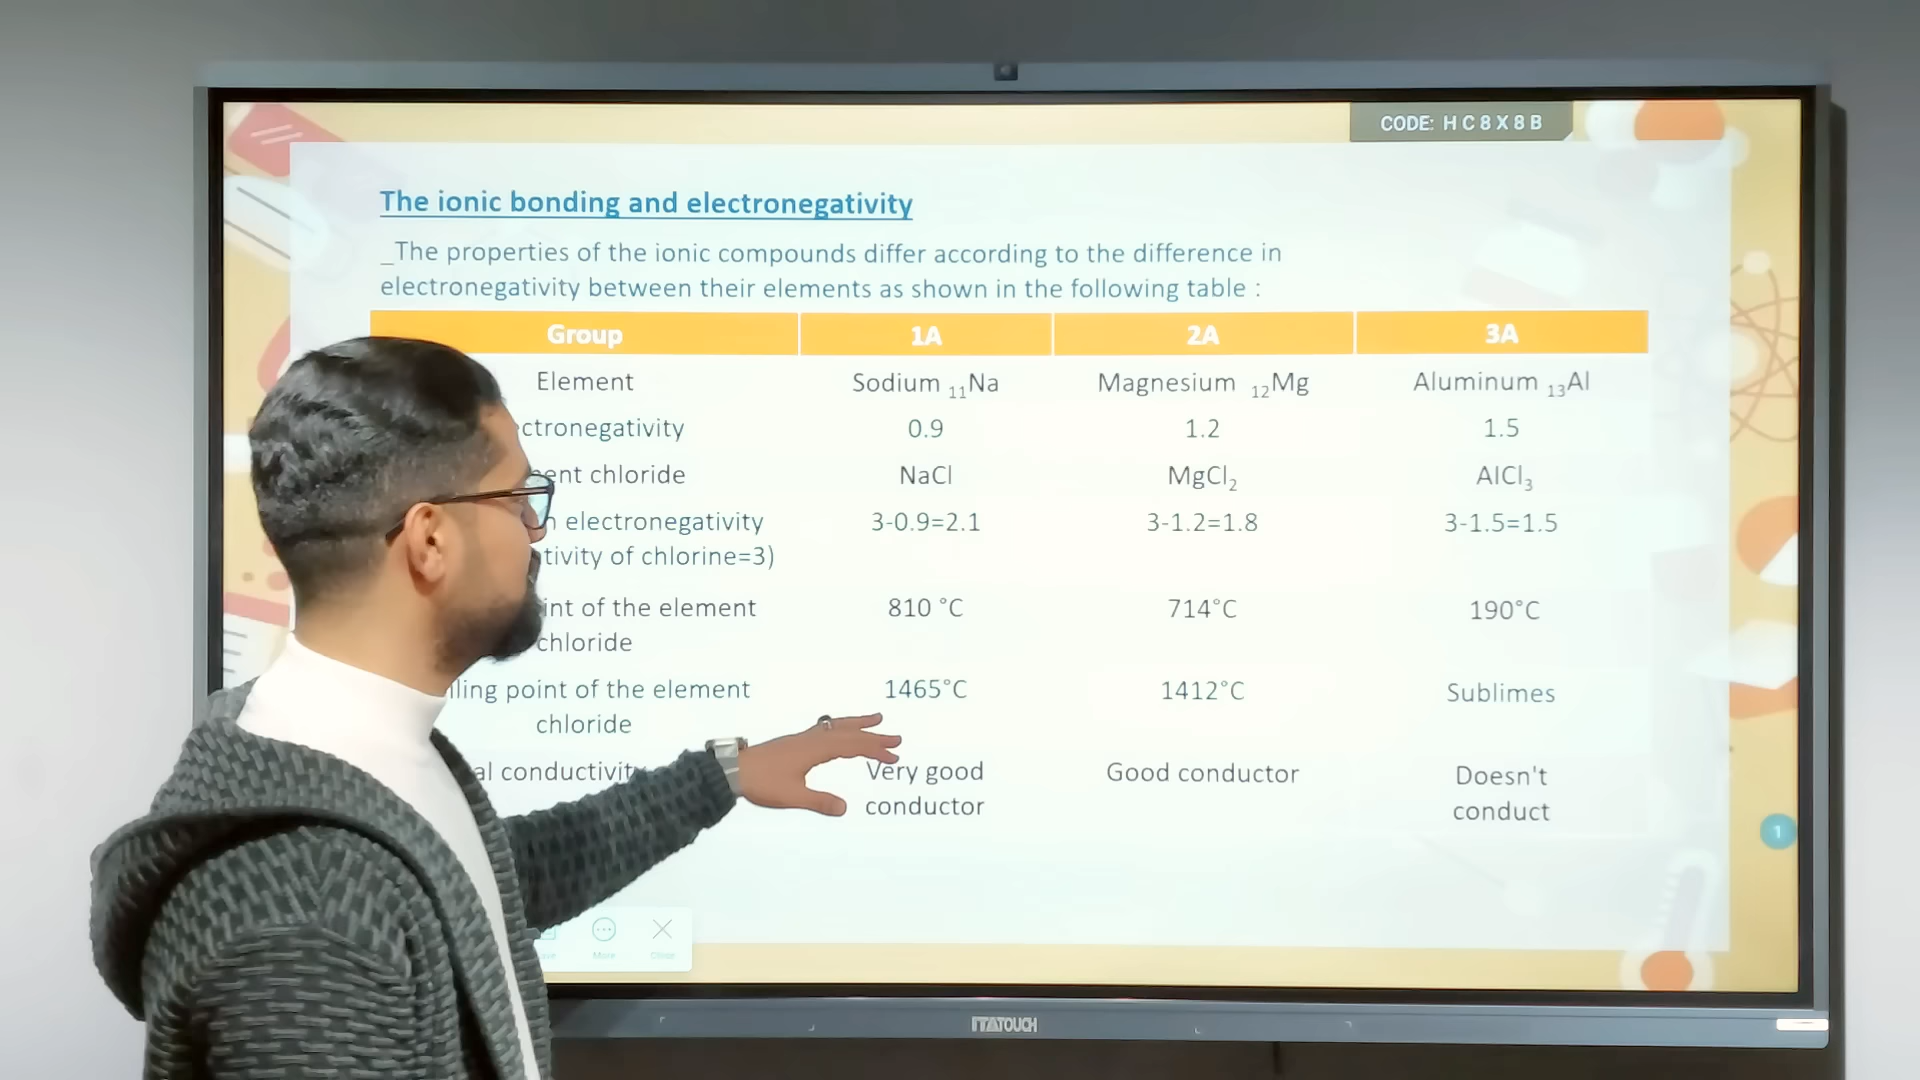 CODE: HC8X8B
The ionic bonding and electronegativity
_The properties of the ionic compounds differ according to the difference in
electronegativity between their elements as shown in the following table :
Group 1A 2A 3A
Element Sodium ₁₁Na Magnesium ₁₂Mg Aluminum ₁₃Al
ctronegativity 0.9 1.2 1.5
ent chloride NaCl MgCl₂ AlCl₃
electronegativity 3-0.9=2.1 3-1.2=1.8 3-1.5=1.5
tivity of chlorine=3)
int of the element 810 °C 714°C 190°C
chloride
lling point of the element 1465°C 1412°C Sublimes
chloride
al conductivity Very good Good conductor Doesn't
conductor conduct
1
More Close
ITATOUCH